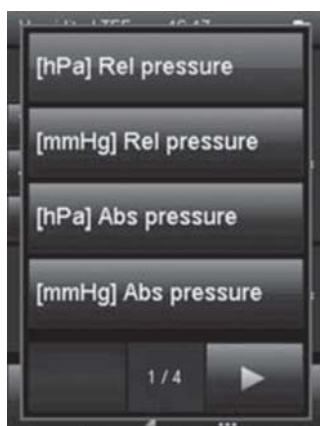 [hPa] Rel pressure
[mmHg] Rel pressure
[hPa] Abs pressure
[mmHg] Abs pressure
1 / 4